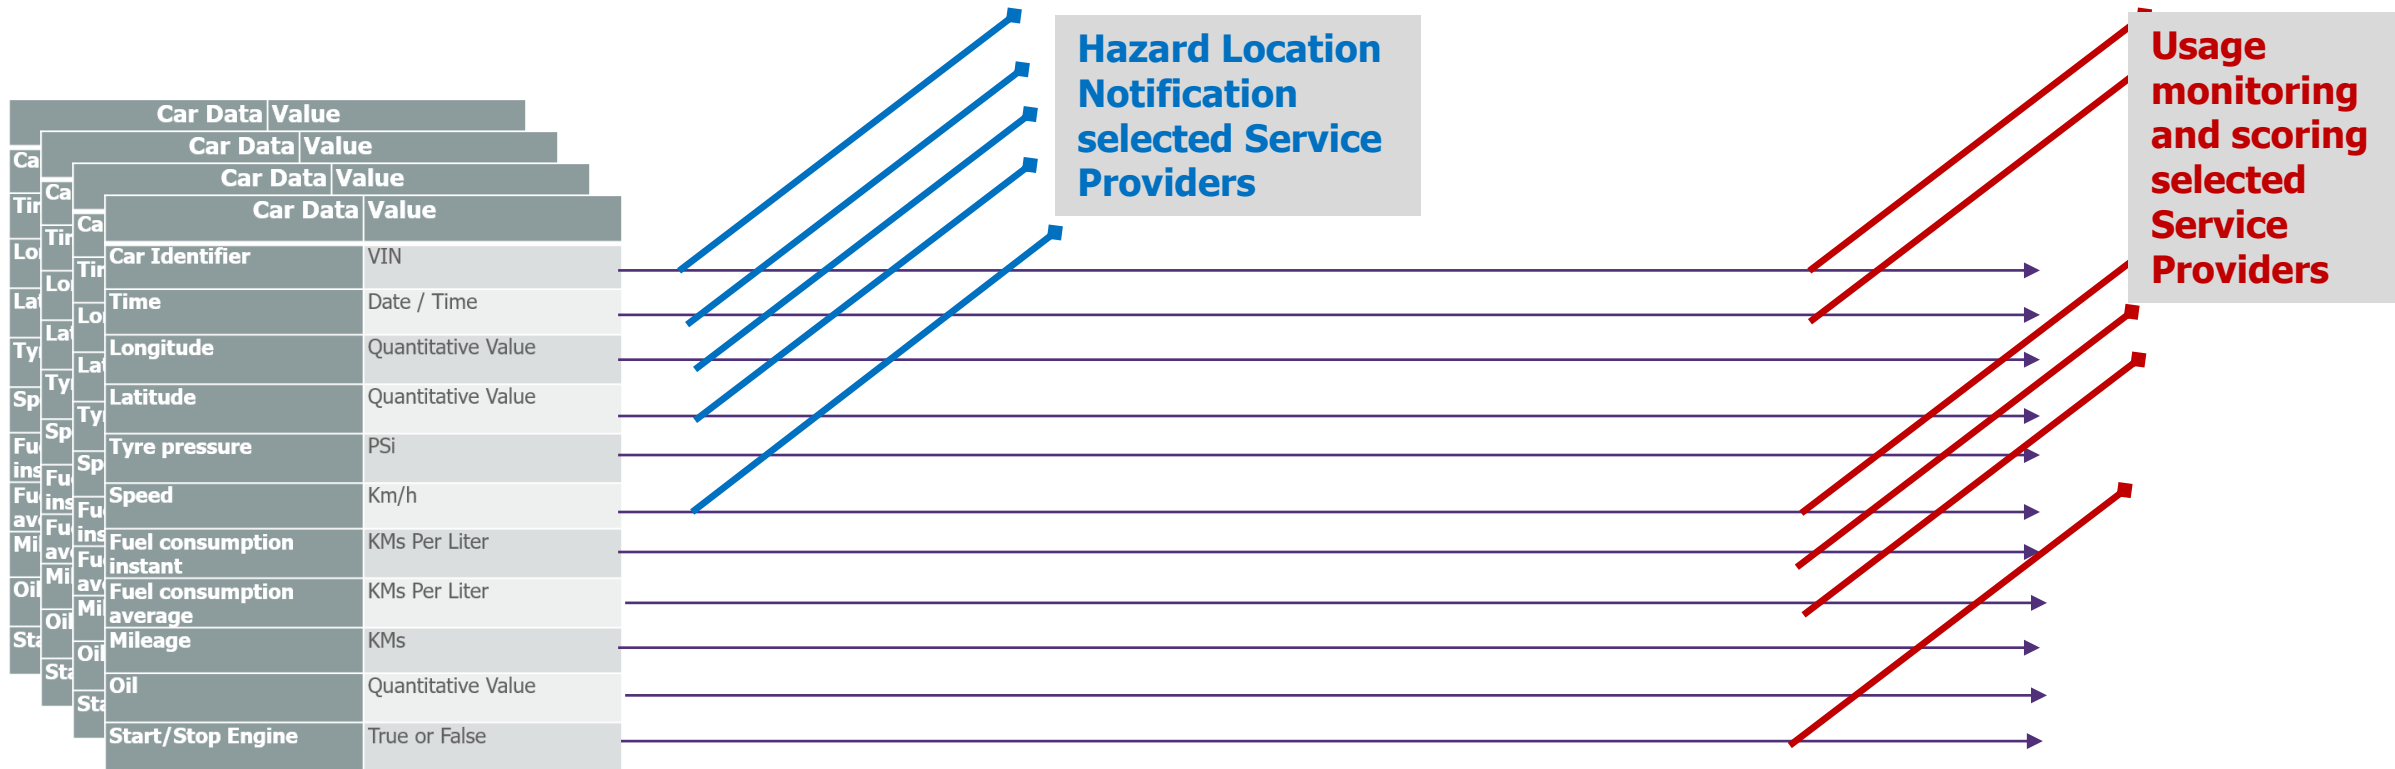 Car Data Value
Car Data Value
Car Data Value
Car Data Value
Car Identifier VIN
Time Date / Time
Longitude Quantitative Value
Latitude Quantitative Value
Tyre pressure PSi
Speed Km/h
Fuel consumption
instant KMs Per Liter
Fuel consumption
average KMs Per Liter
Mileage KMs
Oil Quantitative Value
Start/Stop Engine True or False
Hazard Location
Notification
selected Service
Providers
Usage
monitoring
and scoring
selected
Service
Providers